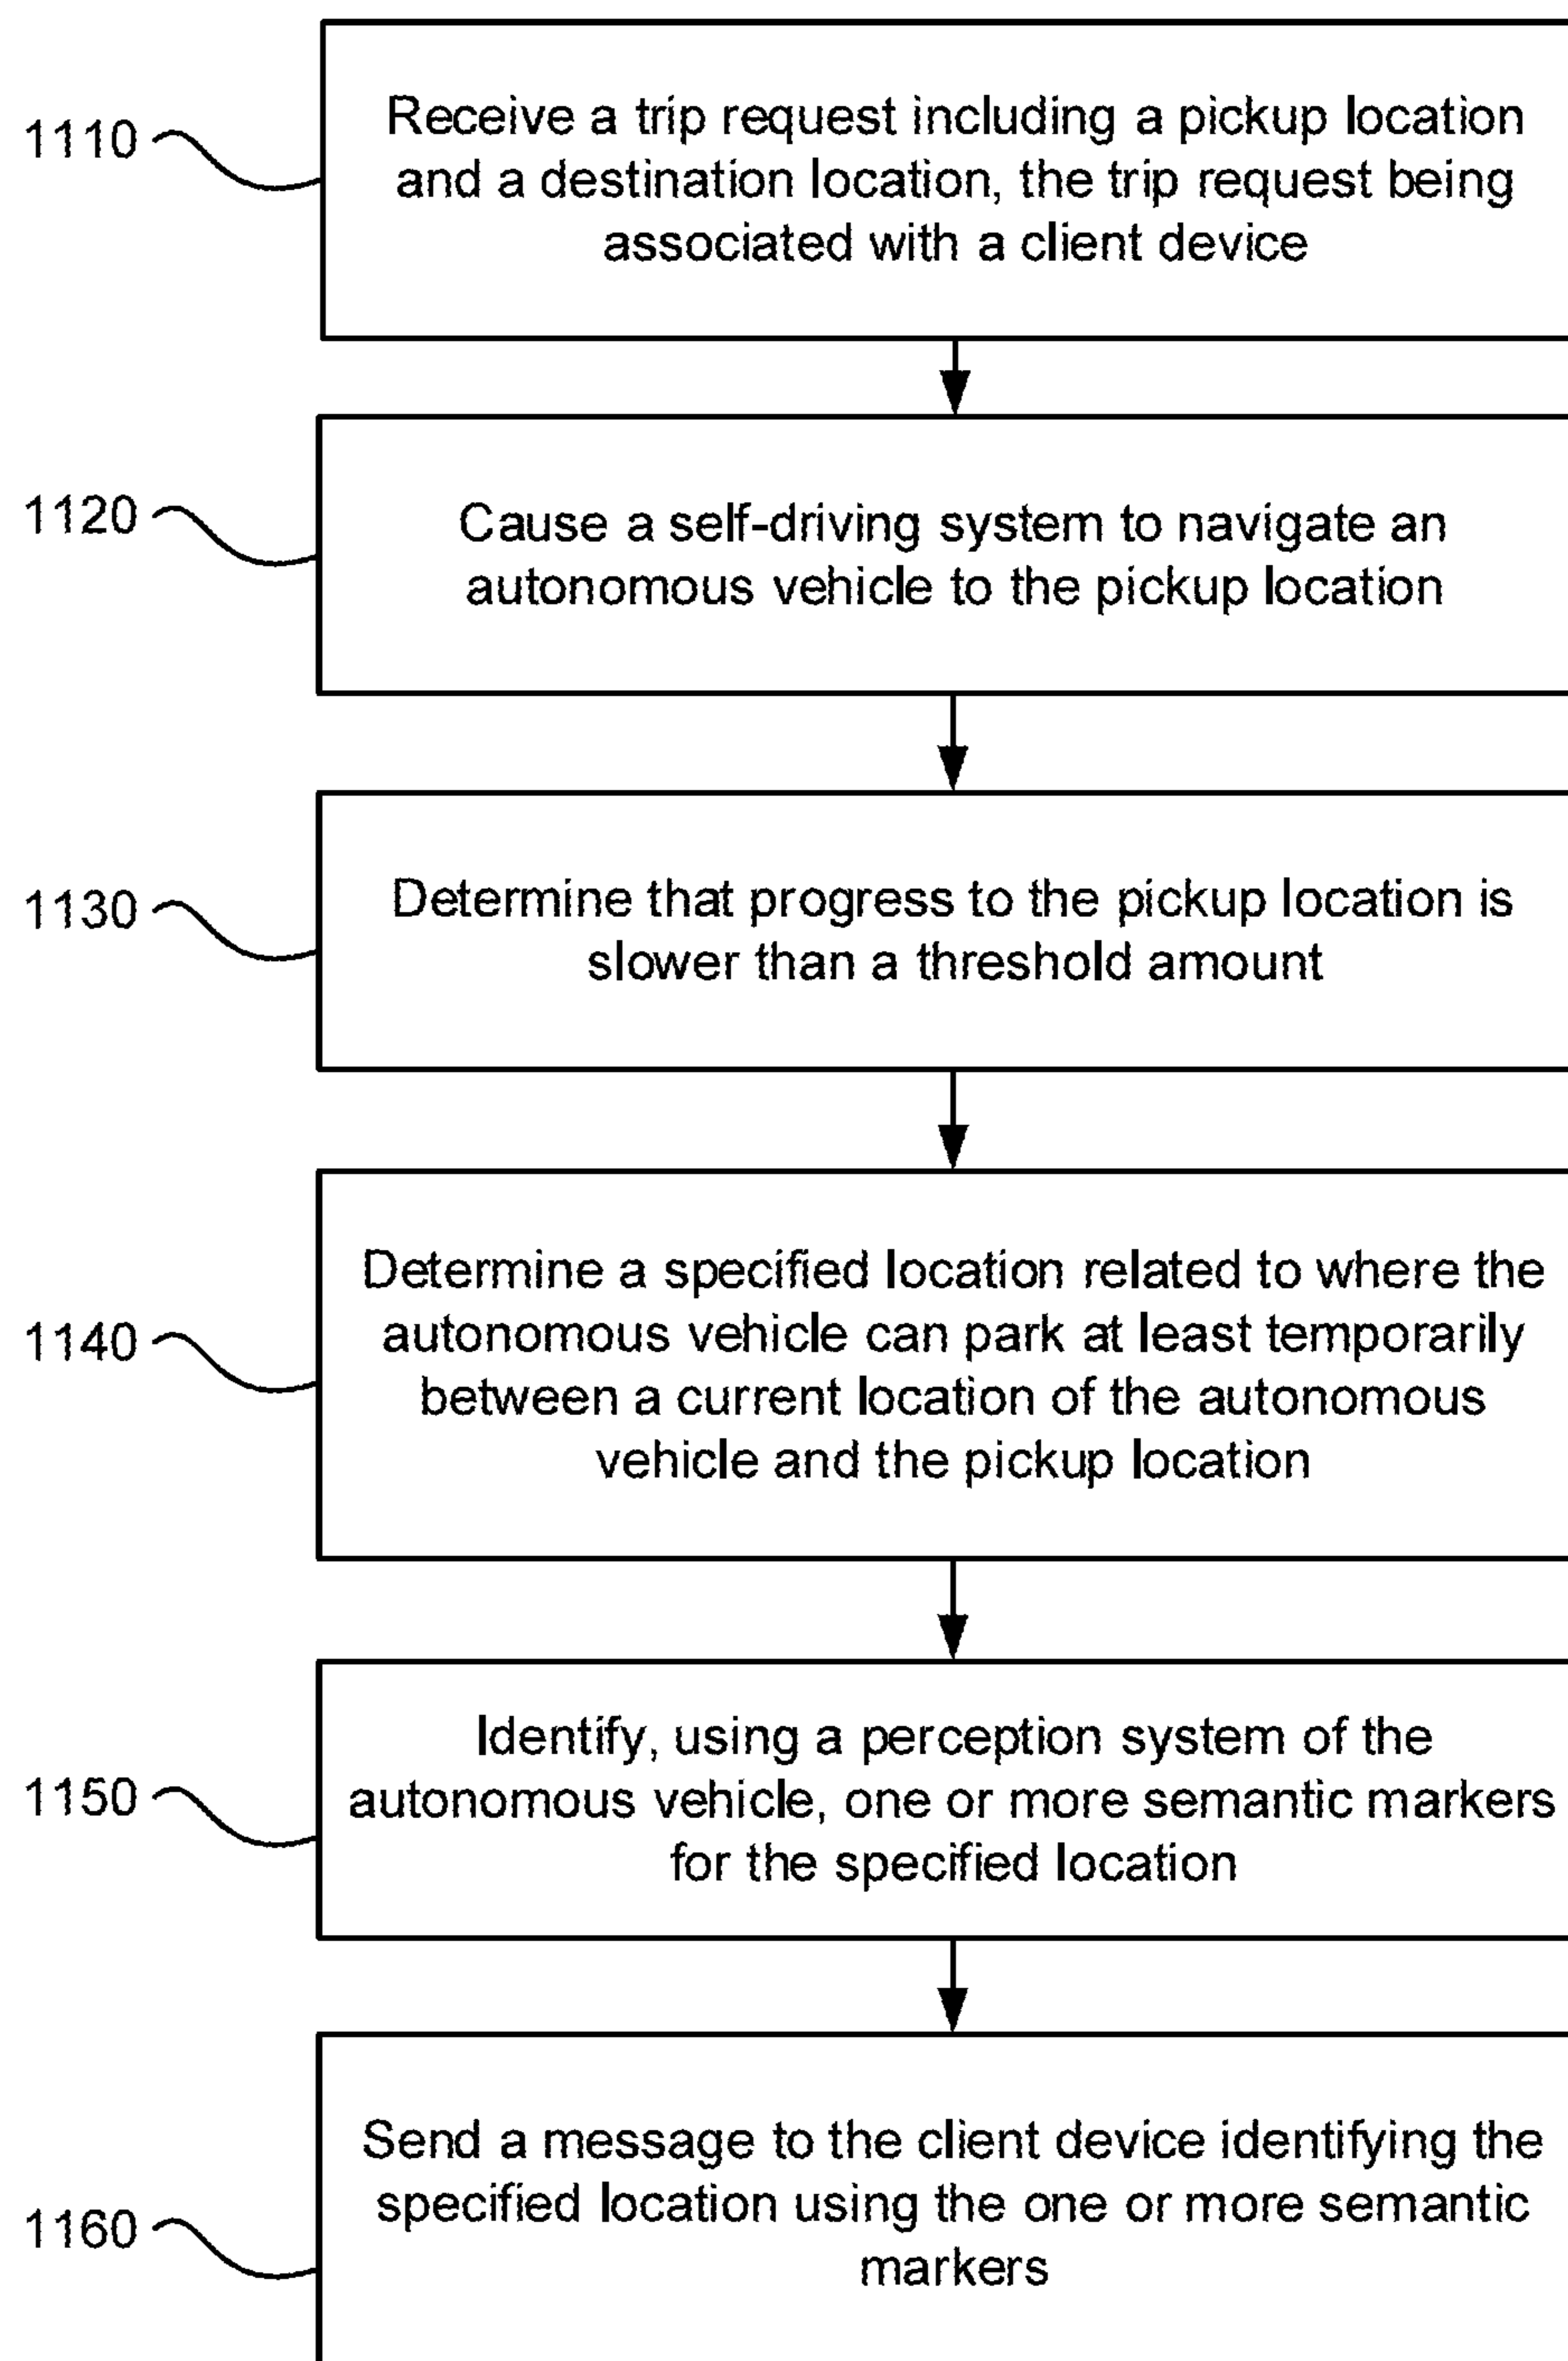 1110
Receive a trip request including a pickup location
and a destination location, the trip request being
associated with a client device
1120
Cause a self-driving system to navigate an
autonomous vehicle to the pickup location
1130
Determine that progress to the pickup location is
slower than a threshold amount
1140
Determine a specified location related to where the
autonomous vehicle can park at least temporarily
between a current location of the autonomous
vehicle and the pickup location
1150
Identify, using a perception system of the
autonomous vehicle, one or more semantic markers
for the specified location
1160
Send a message to the client device identifying the
specified location using the one or more semantic
markers